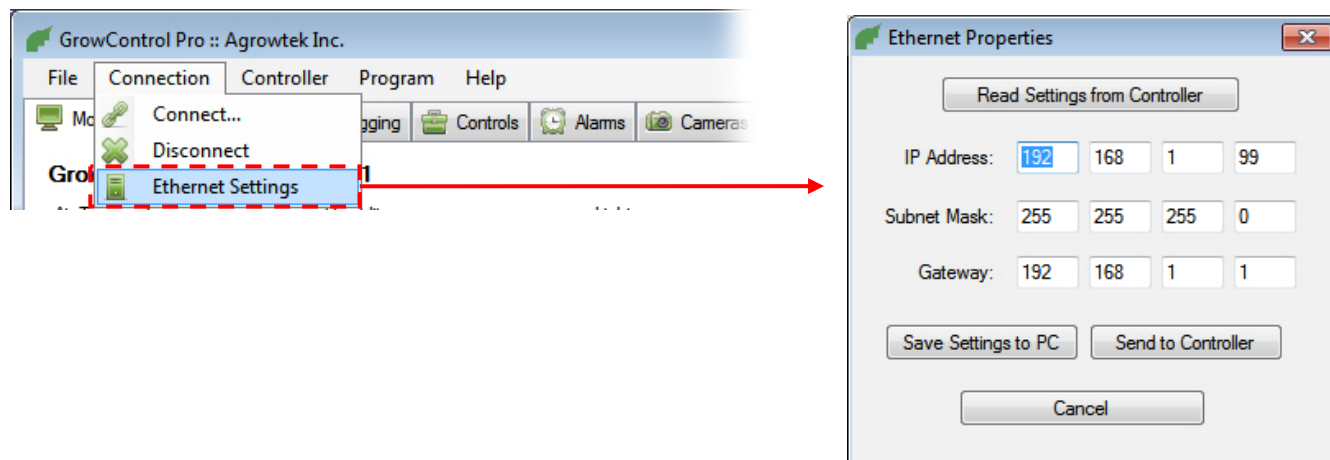 GrowControl Pro :: Agrowtek Inc.
File Connection Controller Program Help
Connect...
gging Controls Alarms Cameras
Disconnect
Ethernet Settings
Ethernet Properties
Read Settings from Controller
IP Address: 192 168 1 99
Subnet Mask: 255 255 255 0
Gateway: 192 168 1 1
Save Settings to PC Send to Controller
Cancel